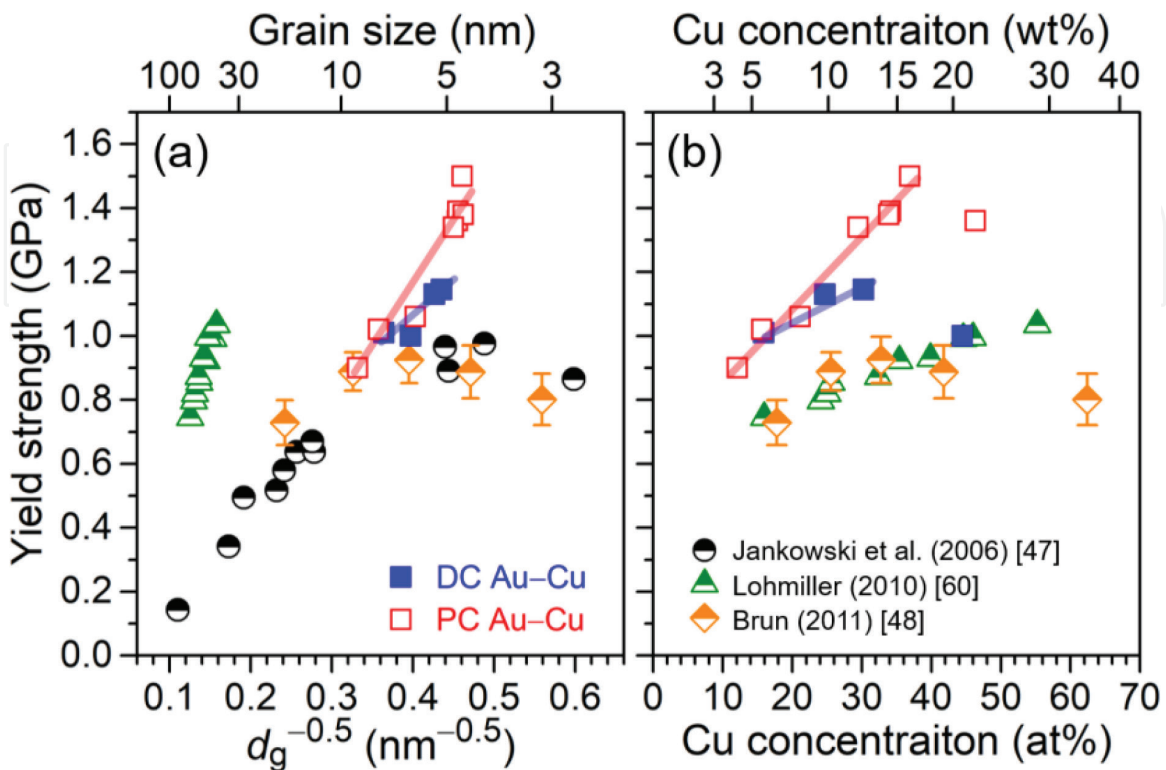 Grain size (nm)
100 30 10 5 3
Cu concentraiton (wt%)
3 5 10 15 20 30 40
Yield strength (GPa)
1.6
1.4
1.2
1.0
0.8
0.6
0.4
0.2
0.0
(a)
DC Au–Cu
PC Au–Cu
0.1 0.2 0.3 0.4 0.5 0.6
dg^−0.5 (nm^−0.5)
(b)
Jankowski et al. (2006) [47]
Lohmiller (2010) [60]
Brun (2011) [48]
0 10 20 30 40 50 60 70
Cu concentraiton (at%)